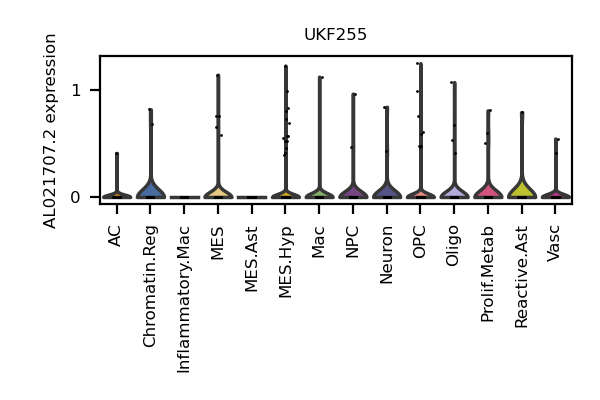 UKF255
AL021707.2 expression
1
0
AC
Chromatin.Reg
Inflammatory.Mac
MES
MES.Ast
MES.Hyp
Mac
NPC
Neuron
OPC
Oligo
Prolif.Metab
Reactive.Ast
Vasc